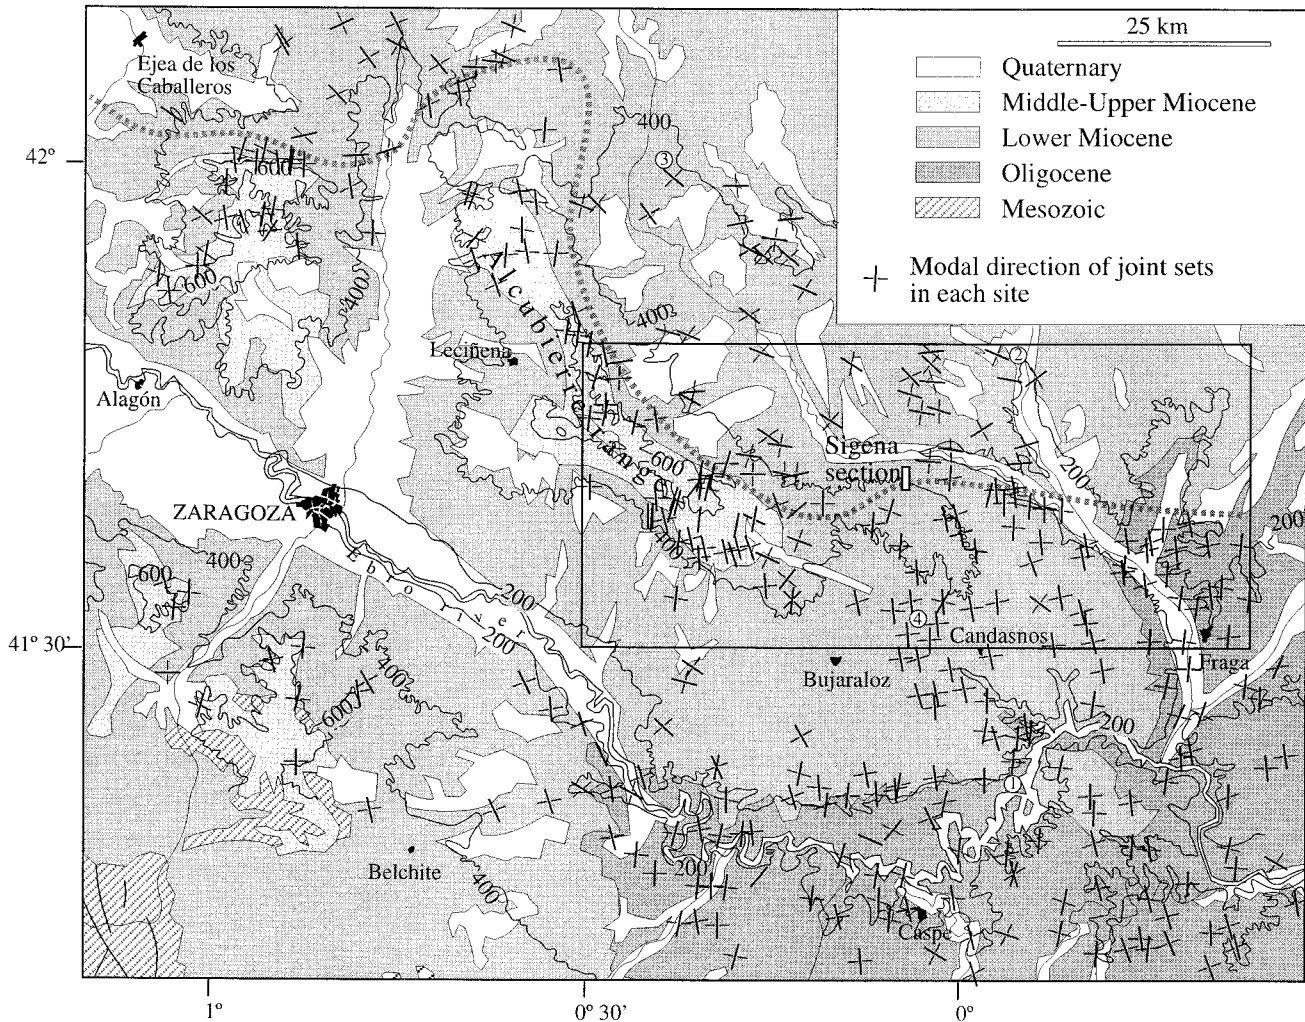 25 km
Quaternary
Middle-Upper Miocene
Lower Miocene
Oligocene
Mesozoic
Modal direction of joint sets
in each site
Ejea de los
Caballeros
400
42°
3
600
600
400
400
Alcubierre range
Leciñena
2
Alagón
Sigena
section
600
200
ZARAGOZA
200
400
400
600
Ebro river
200
200
4
Candasnos
41° 30'
Fraga
400
Bujaraloz
600
200
1
Belchite
200
400
Caspe
1°
0° 30'
0°